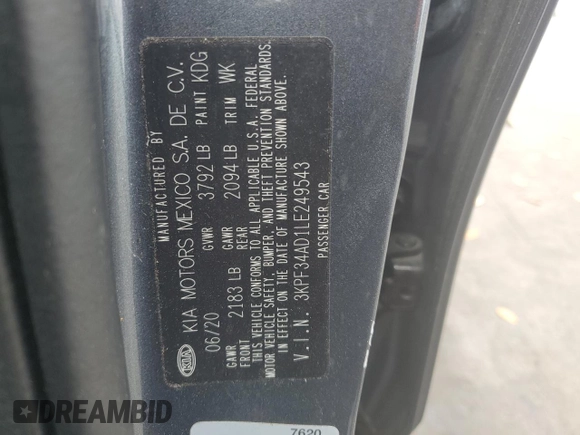 MANUFACTURED BY
KIA KIA MOTORS MEXICO S.A. DE C.V.
06/20 GVWR 3792 LB PAINT KDG
GAWR FRONT 2183 LB GAWR REAR 2094 LB TRIM WK
THIS VEHICLE CONFORMS TO ALL APPLICABLE U.S.A. FEDERAL
MOTOR VEHICLE SAFETY, BUMPER, AND THEFT PREVENTION STANDARDS
IN EFFECT ON THE DATE OF MANUFACTURE SHOWN ABOVE.
V.I.N. 3KPF34AD1LE249543
PASSENGER CAR
7620
DREAMBID